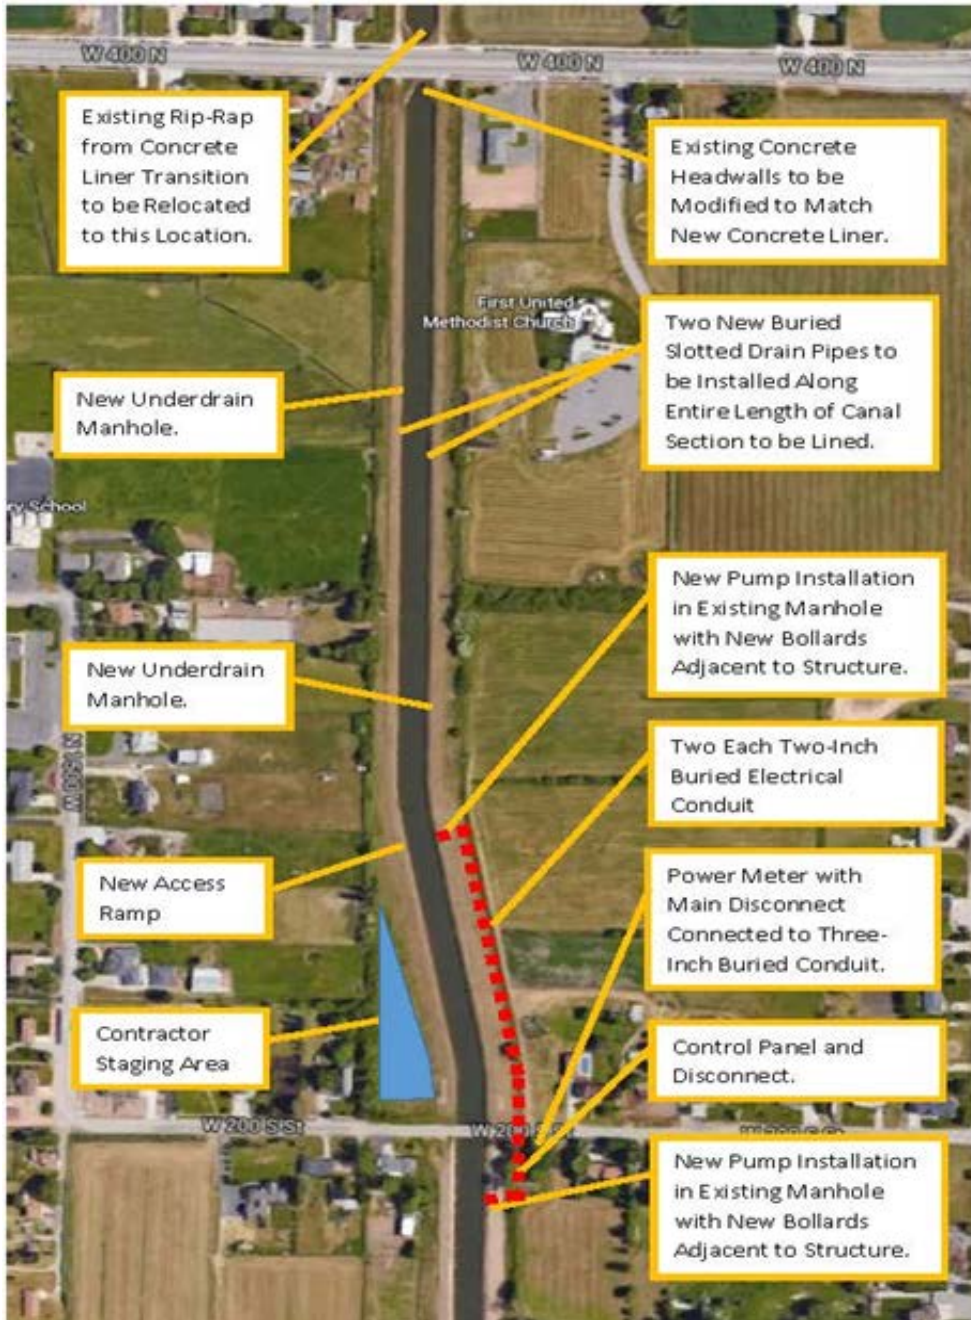 W 400 N
W 400 N
W 400 N
Existing Rip-Rap
from Concrete
Liner Transition
to be Relocated
to this Location.
Existing Concrete
Headwalls to be
Modified to Match
New Concrete Liner.
First United
Methodist Church
Two New Buried
Slotted Drain Pipes to
be Installed Along
Entire Length of Canal
Section to be Lined.
New Underdrain
Manhole.
ry School
New Pump Installation
in Existing Manhole
with New Bollards
Adjacent to Structure.
New Underdrain
Manhole.
Two Each Two-Inch
Buried Electrical
Conduit
New Access
Ramp
Power Meter with
Main Disconnect
Connected to Three-
Inch Buried Conduit.
Contractor
Staging Area
Control Panel and
Disconnect.
W 200 S St
W 200 S St
New Pump Installation
in Existing Manhole
with New Bollards
Adjacent to Structure.